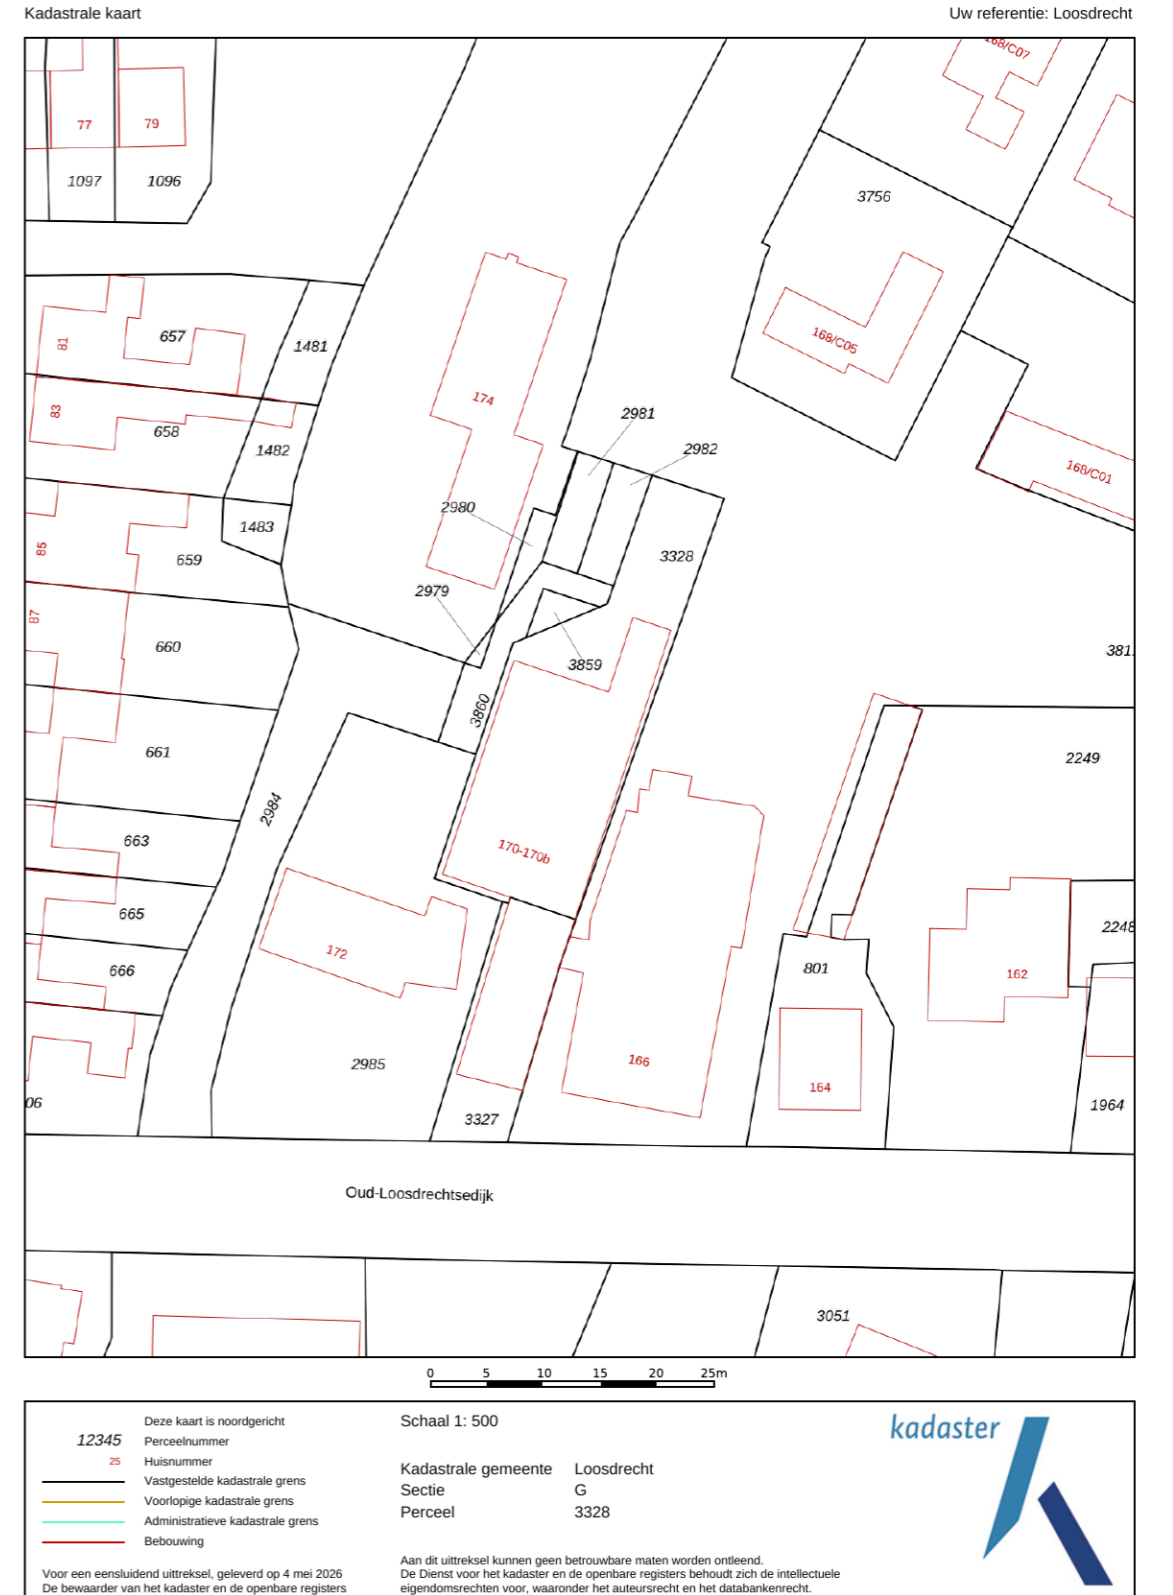 Kadastrale kaart
Uw referentie: Loosdrecht
168/C07
77
79
1097
1096
3756
81
657
1481
168/C05
174
83
658
2981
2982
1482
168/C01
2980
1483
85
659
3328
2979
87
660
3859
381
3860
661
2249
2984
663
170-170b
665
2248
172
666
801
162
2985
166
164
06
3327
1964
Oud-Loosdrechtsedijk
3051
0 5 10 15 20 25m
Deze kaart is noordgericht
12345 Perceelnummer
25 Huisnummer
Vastgestelde kadastrale grens
Voorlopige kadastrale grens
Administratieve kadastrale grens
Bebouwing
Voor een eensluidend uittreksel, geleverd op 4 mei 2026
De bewaarder van het kadaster en de openbare registers
Schaal 1: 500
Kadastrale gemeente Loosdrecht
Sectie G
Perceel 3328
Aan dit uittreksel kunnen geen betrouwbare maten worden ontleend.
De Dienst voor het kadaster en de openbare registers behoudt zich de intellectuele
eigendomsrechten voor, waaronder het auteursrecht en het databankenrecht.
kadaster